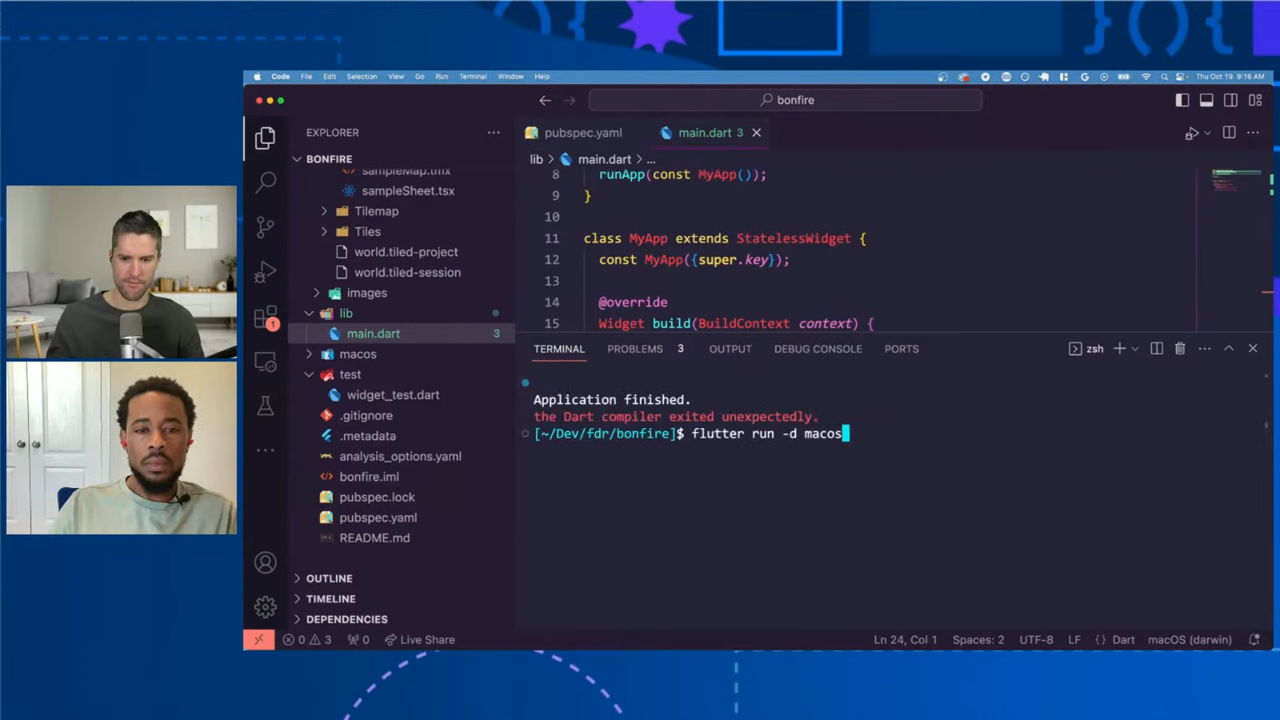 Code File Edit Selection View Go Run Terminal Window Help
Thu Oct 19 9:16 AM
bonfire
EXPLORER
BONFIRE
sampleMap.tmx
sampleSheet.tsx
Tilemap
Tiles
world.tiled-project
world.tiled-session
images
lib
main.dart 3
macos
test
widget_test.dart
.gitignore
.metadata
analysis_options.yaml
bonfire.iml
pubspec.lock
pubspec.yaml
README.md
OUTLINE
TIMELINE
DEPENDENCIES
1
pubspec.yaml main.dart 3
lib > main.dart > ...
8 runApp(const MyApp());
9 }
10
11 class MyApp extends StatelessWidget {
12 const MyApp({super.key});
13
14 @override
15 Widget build(BuildContext context) {
TERMINAL PROBLEMS 3 OUTPUT DEBUG CONSOLE PORTS zsh
Application finished.
the Dart compiler exited unexpectedly.
[~/Dev/fdr/bonfire]$ flutter run -d macos
0 3 0 Live Share Ln 24, Col 1 Spaces: 2 UTF-8 LF {} Dart macOS (darwin)